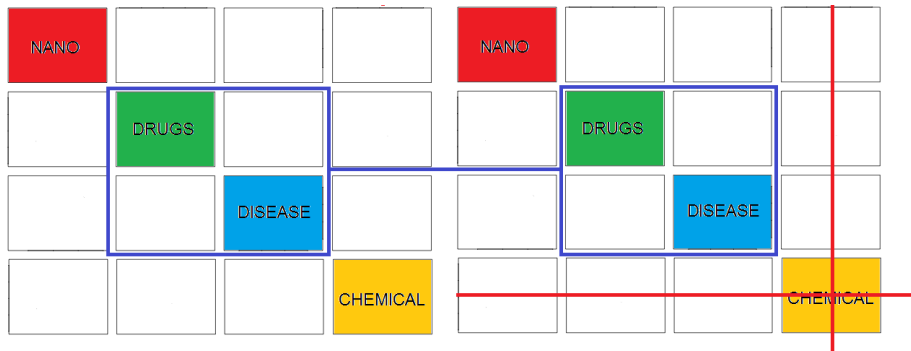 NANO NANO
DRUGS DRUGS
DISEASE DISEASE
CHEMICAL CHEMICAL